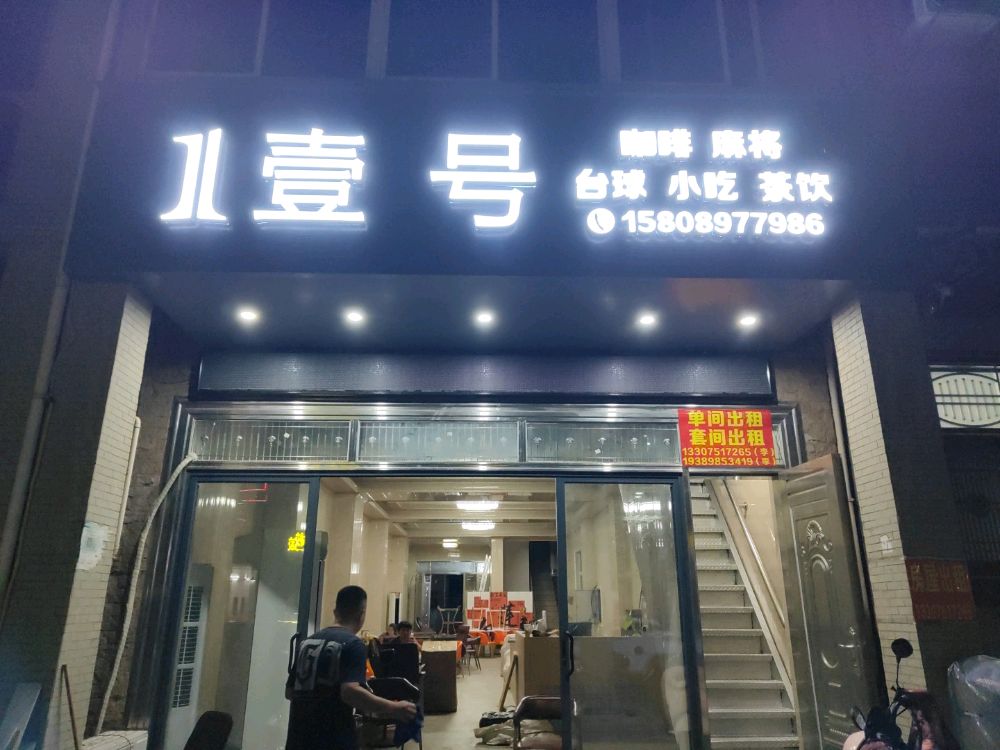 1 壹号
咖啡 麻将
台球 小吃 茶饮
15808977986
单间出租
套间出租
13307517265(李)
19389853419(李)
GO